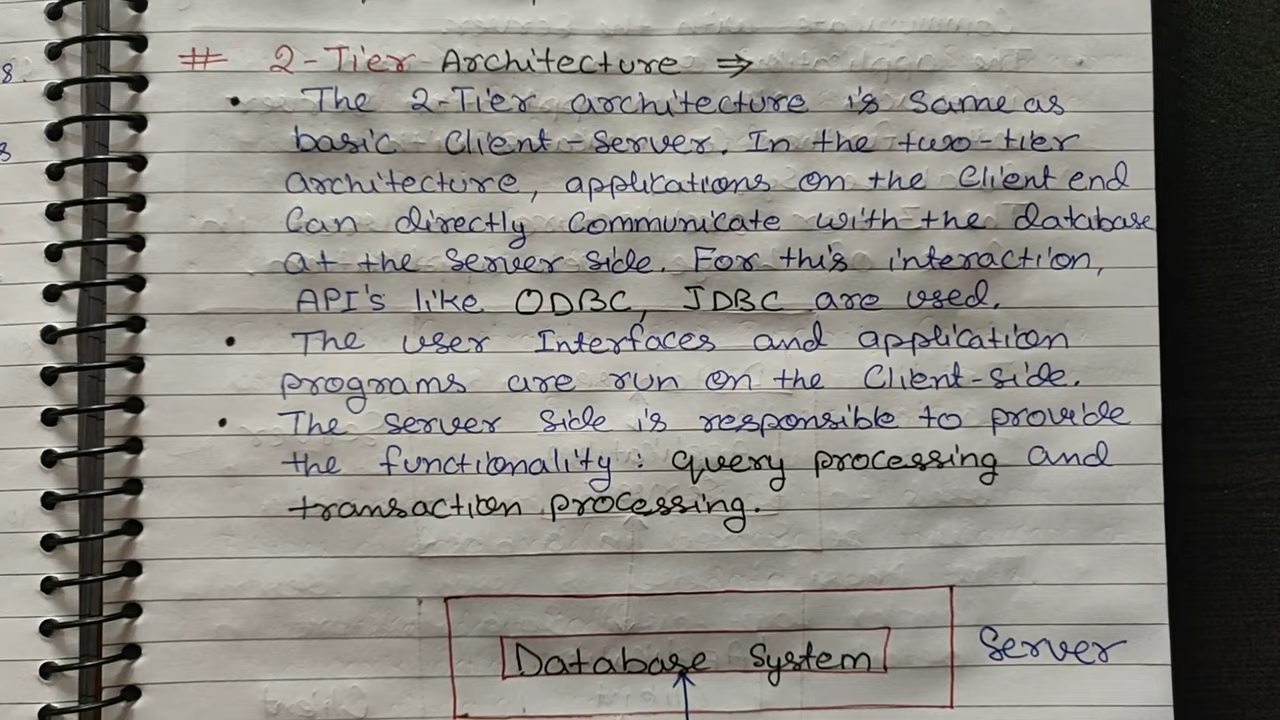 8
# 2-Tier Architecture ⇒
• The 2-Tier architecture is same as
basic Client-server. In the two-tier
3
architecture, applications on the client end
can directly communicate with the database
at the server side. For this interaction,
API's like ODBC, JDBC are used.
• The user Interfaces and application
programs are run on the Client-side.
• The server side is responsible to provide
the functionality : query processing and
transaction processing.
Database System
Server